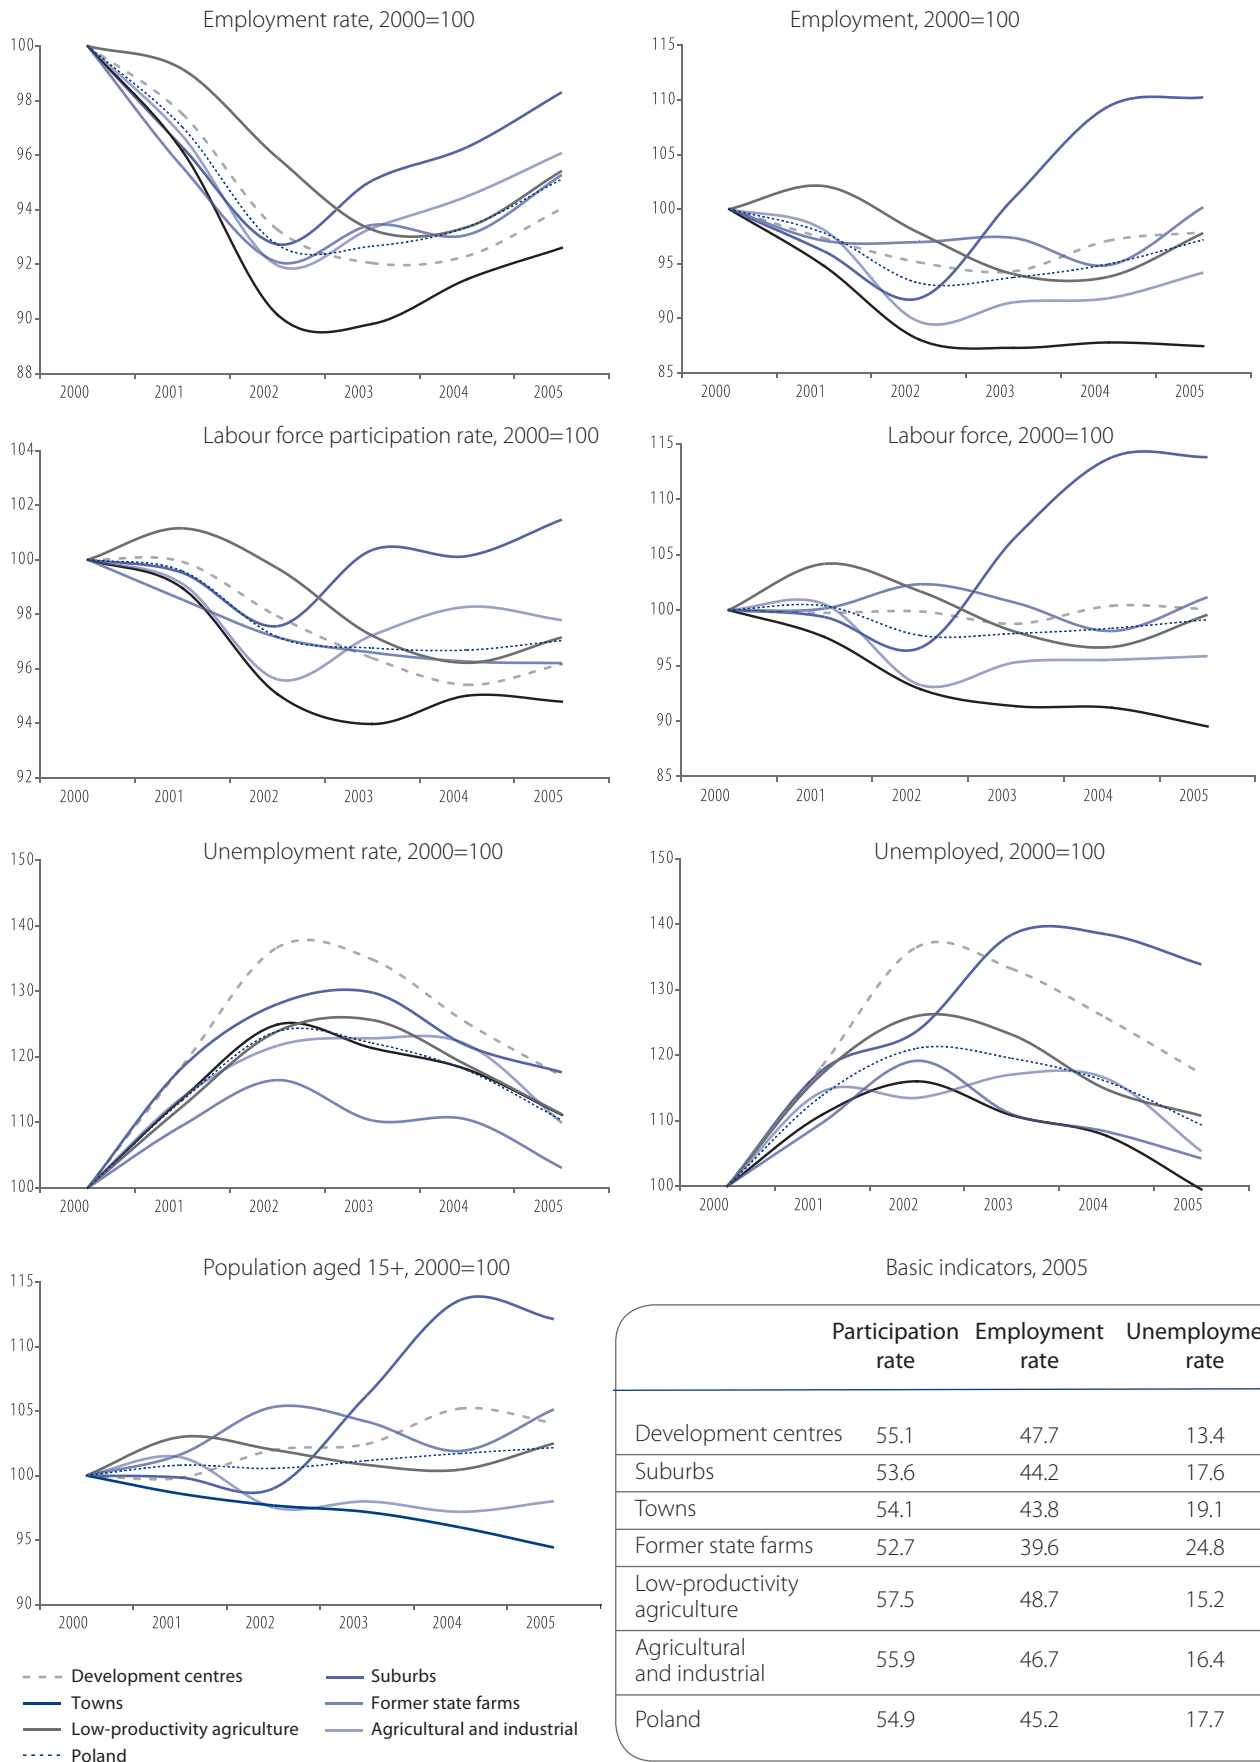 Employment rate, 2000=100
100
98
96
94
92
90
88
2000 2001 2002 2003 2004 2005
Employment, 2000=100
115
110
105
100
95
90
85
2000 2001 2002 2003 2004 2005
Labour force participation rate, 2000=100
104
102
100
98
96
94
92
2000 2001 2002 2003 2004 2005
Labour force, 2000=100
115
110
105
100
95
90
85
2000 2001 2002 2003 2004 2005
Unemployment rate, 2000=100
150
140
130
120
110
100
2000 2001 2002 2003 2004 2005
Unemployed, 2000=100
150
140
130
120
110
100
2000 2001 2002 2003 2004 2005
Population aged 15+, 2000=100
115
110
105
100
95
90
2000 2001 2002 2003 2004 2005
Development centres
Towns
Low-productivity agriculture
Poland
Suburbs
Former state farms
Agricultural and industrial
Basic indicators, 2005
Participation Employment Unemployme
rate rate rate
Development centres 55.1 47.7 13.4
Suburbs 53.6 44.2 17.6
Towns 54.1 43.8 19.1
Former state farms 52.7 39.6 24.8
Low-productivity
agriculture 57.5 48.7 15.2
Agricultural
and industrial 55.9 46.7 16.4
Poland 54.9 45.2 17.7